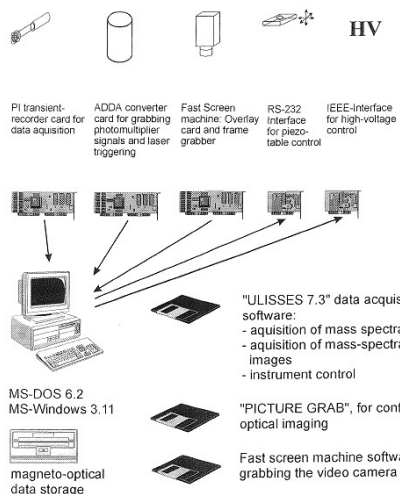 HV
PI transient-
recorder card for
data aquisition
ADDA converter
card for grabbing
photomultiplier
signals and laser
triggering
Fast Screen
machine: Overlay
card and frame
grabber
RS-232
Interface
for piezo-
table control
IEEE-Interface
for high-voltage
control
"ULISSES 7.3" data acquis
software:
- aquisition of mass spectra
- aquisition of mass-spectra
images
- instrument control
MS-DOS 6.2
MS-Windows 3.11
"PICTURE GRAB", for conf
optical imaging
magneto-optical
data storage
Fast screen machine softwa
grabbing the video camera